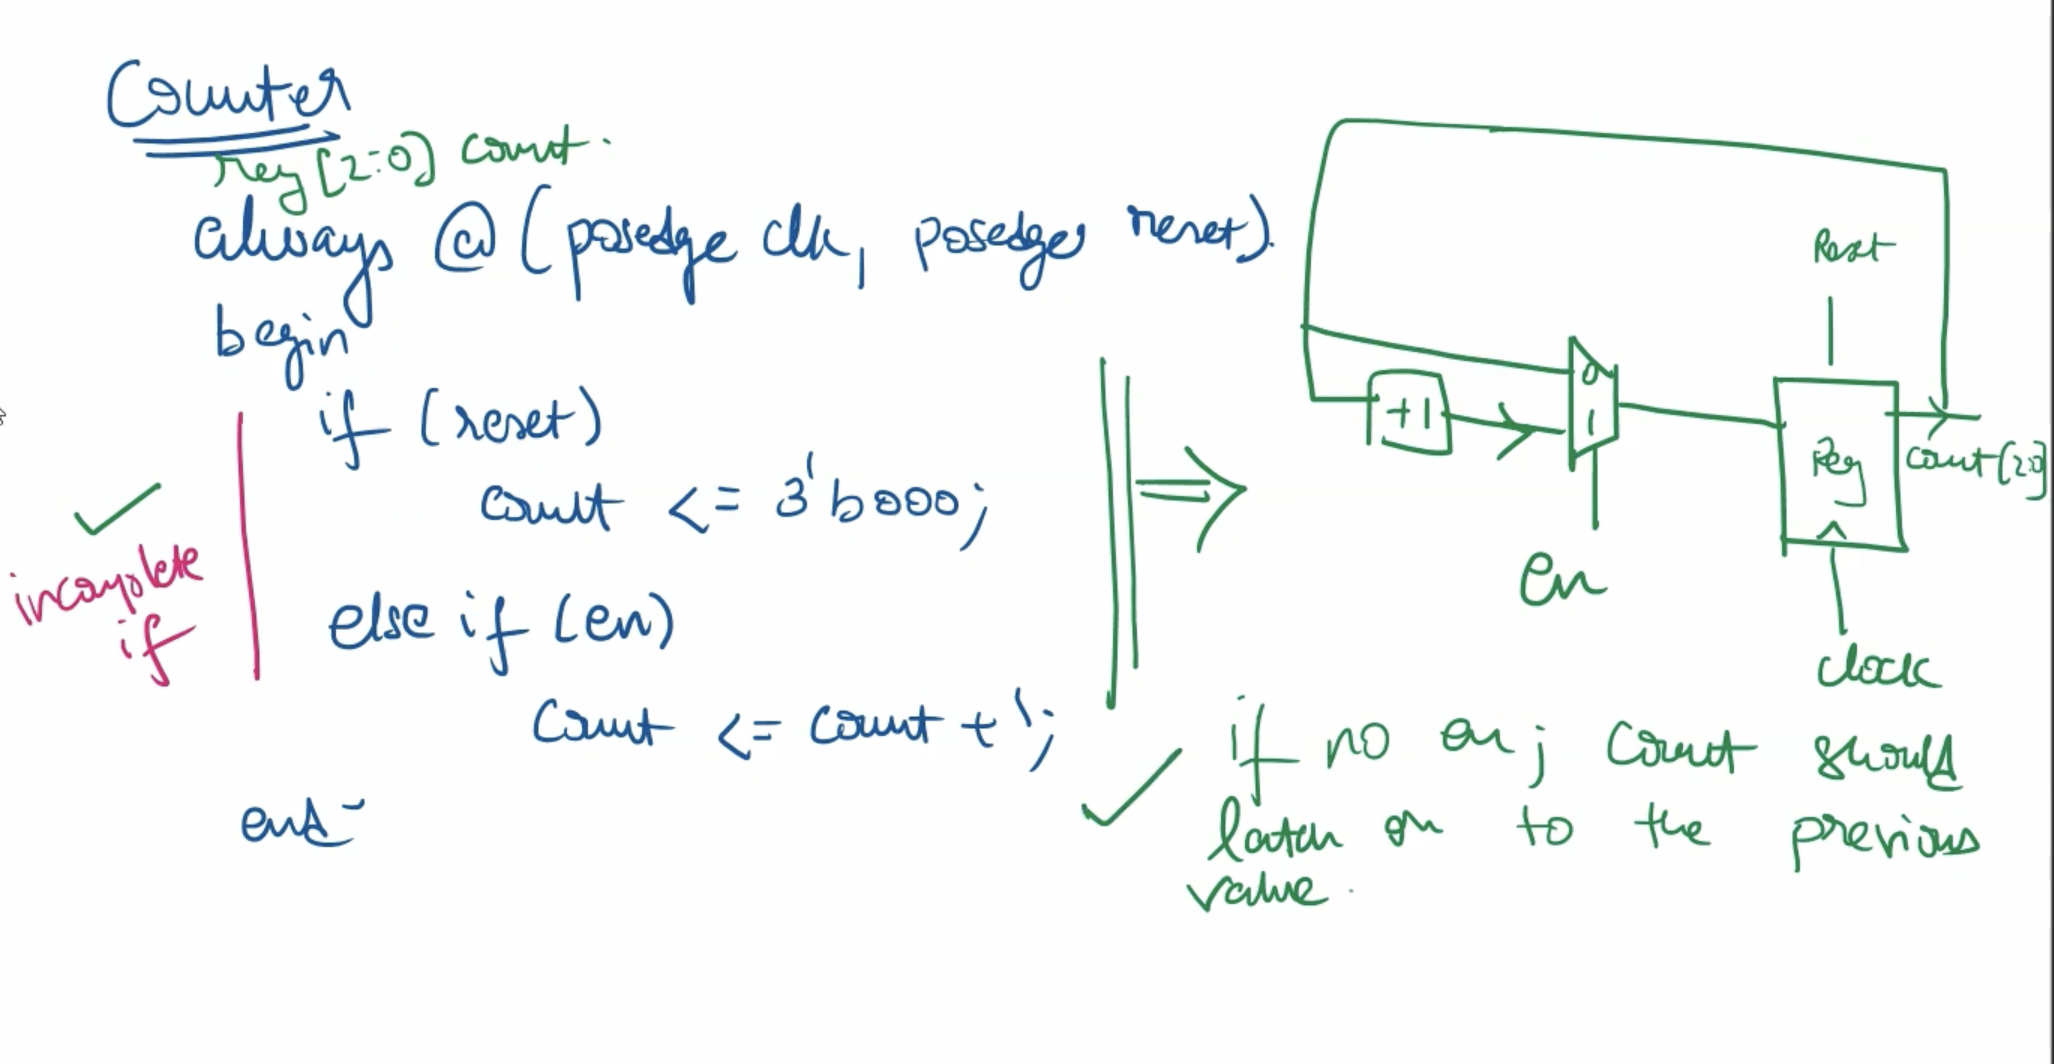 Counter
reg [2:0] count.
always @ (posedge clk, posedge reset).
begin
if (reset)
count <= 3'b000;
else if (en)
count <= count + 1;
end
incomplete
if
Reset
0
+1
1
Reg
count [2:0]
en
clock
if no en; count should
latch on to the previous
value.